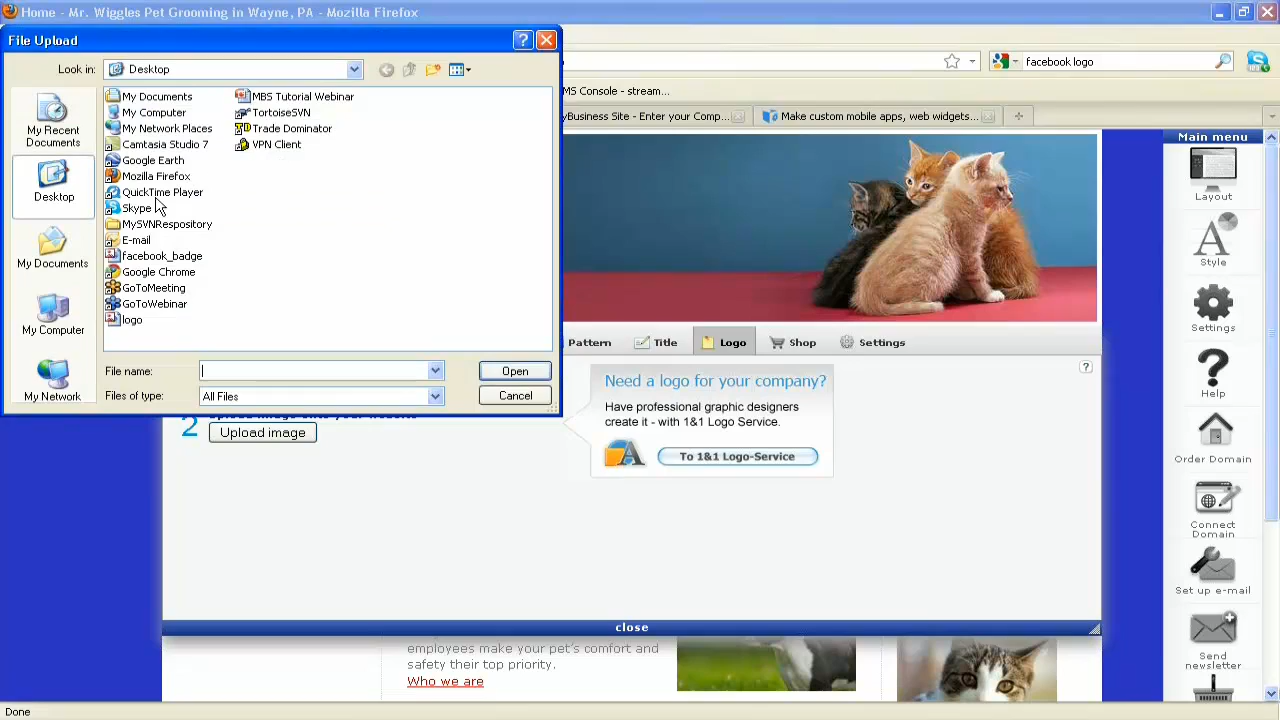 Home - Mr. Wiggles Pet Grooming in Wayne, PA - Mozilla Firefox
File Upload
Look in: Desktop
facebook logo
MS Console - stream...
yBusiness Site - Enter your Comp...
Make custom mobile apps, web widgets...
My Recent
Documents
Desktop
My Documents
My Computer
My Network
My Documents
My Computer
My Network Places
Camtasia Studio 7
Google Earth
Mozilla Firefox
QuickTime Player
Skype
MySVNRespository
E-mail
facebook_badge
Google Chrome
GoToMeeting
GoToWebinar
logo
MBS Tutorial Webinar
TortoiseSVN
Trade Dominator
VPN Client
File name: Open
Files of type: All Files Cancel
Pattern Title Logo Shop Settings
Need a logo for your company?
Have professional graphic designers
create it - with 1&1 Logo Service.
To 1&1 Logo-Service
2
Upload image
close
employees make your pet's comfort and
safety their top priority.
Who we are
Main menu
Layout
Style
Settings
Help
Order Domain
Connect
Domain
Set up e-mail
Send
newsletter
Done